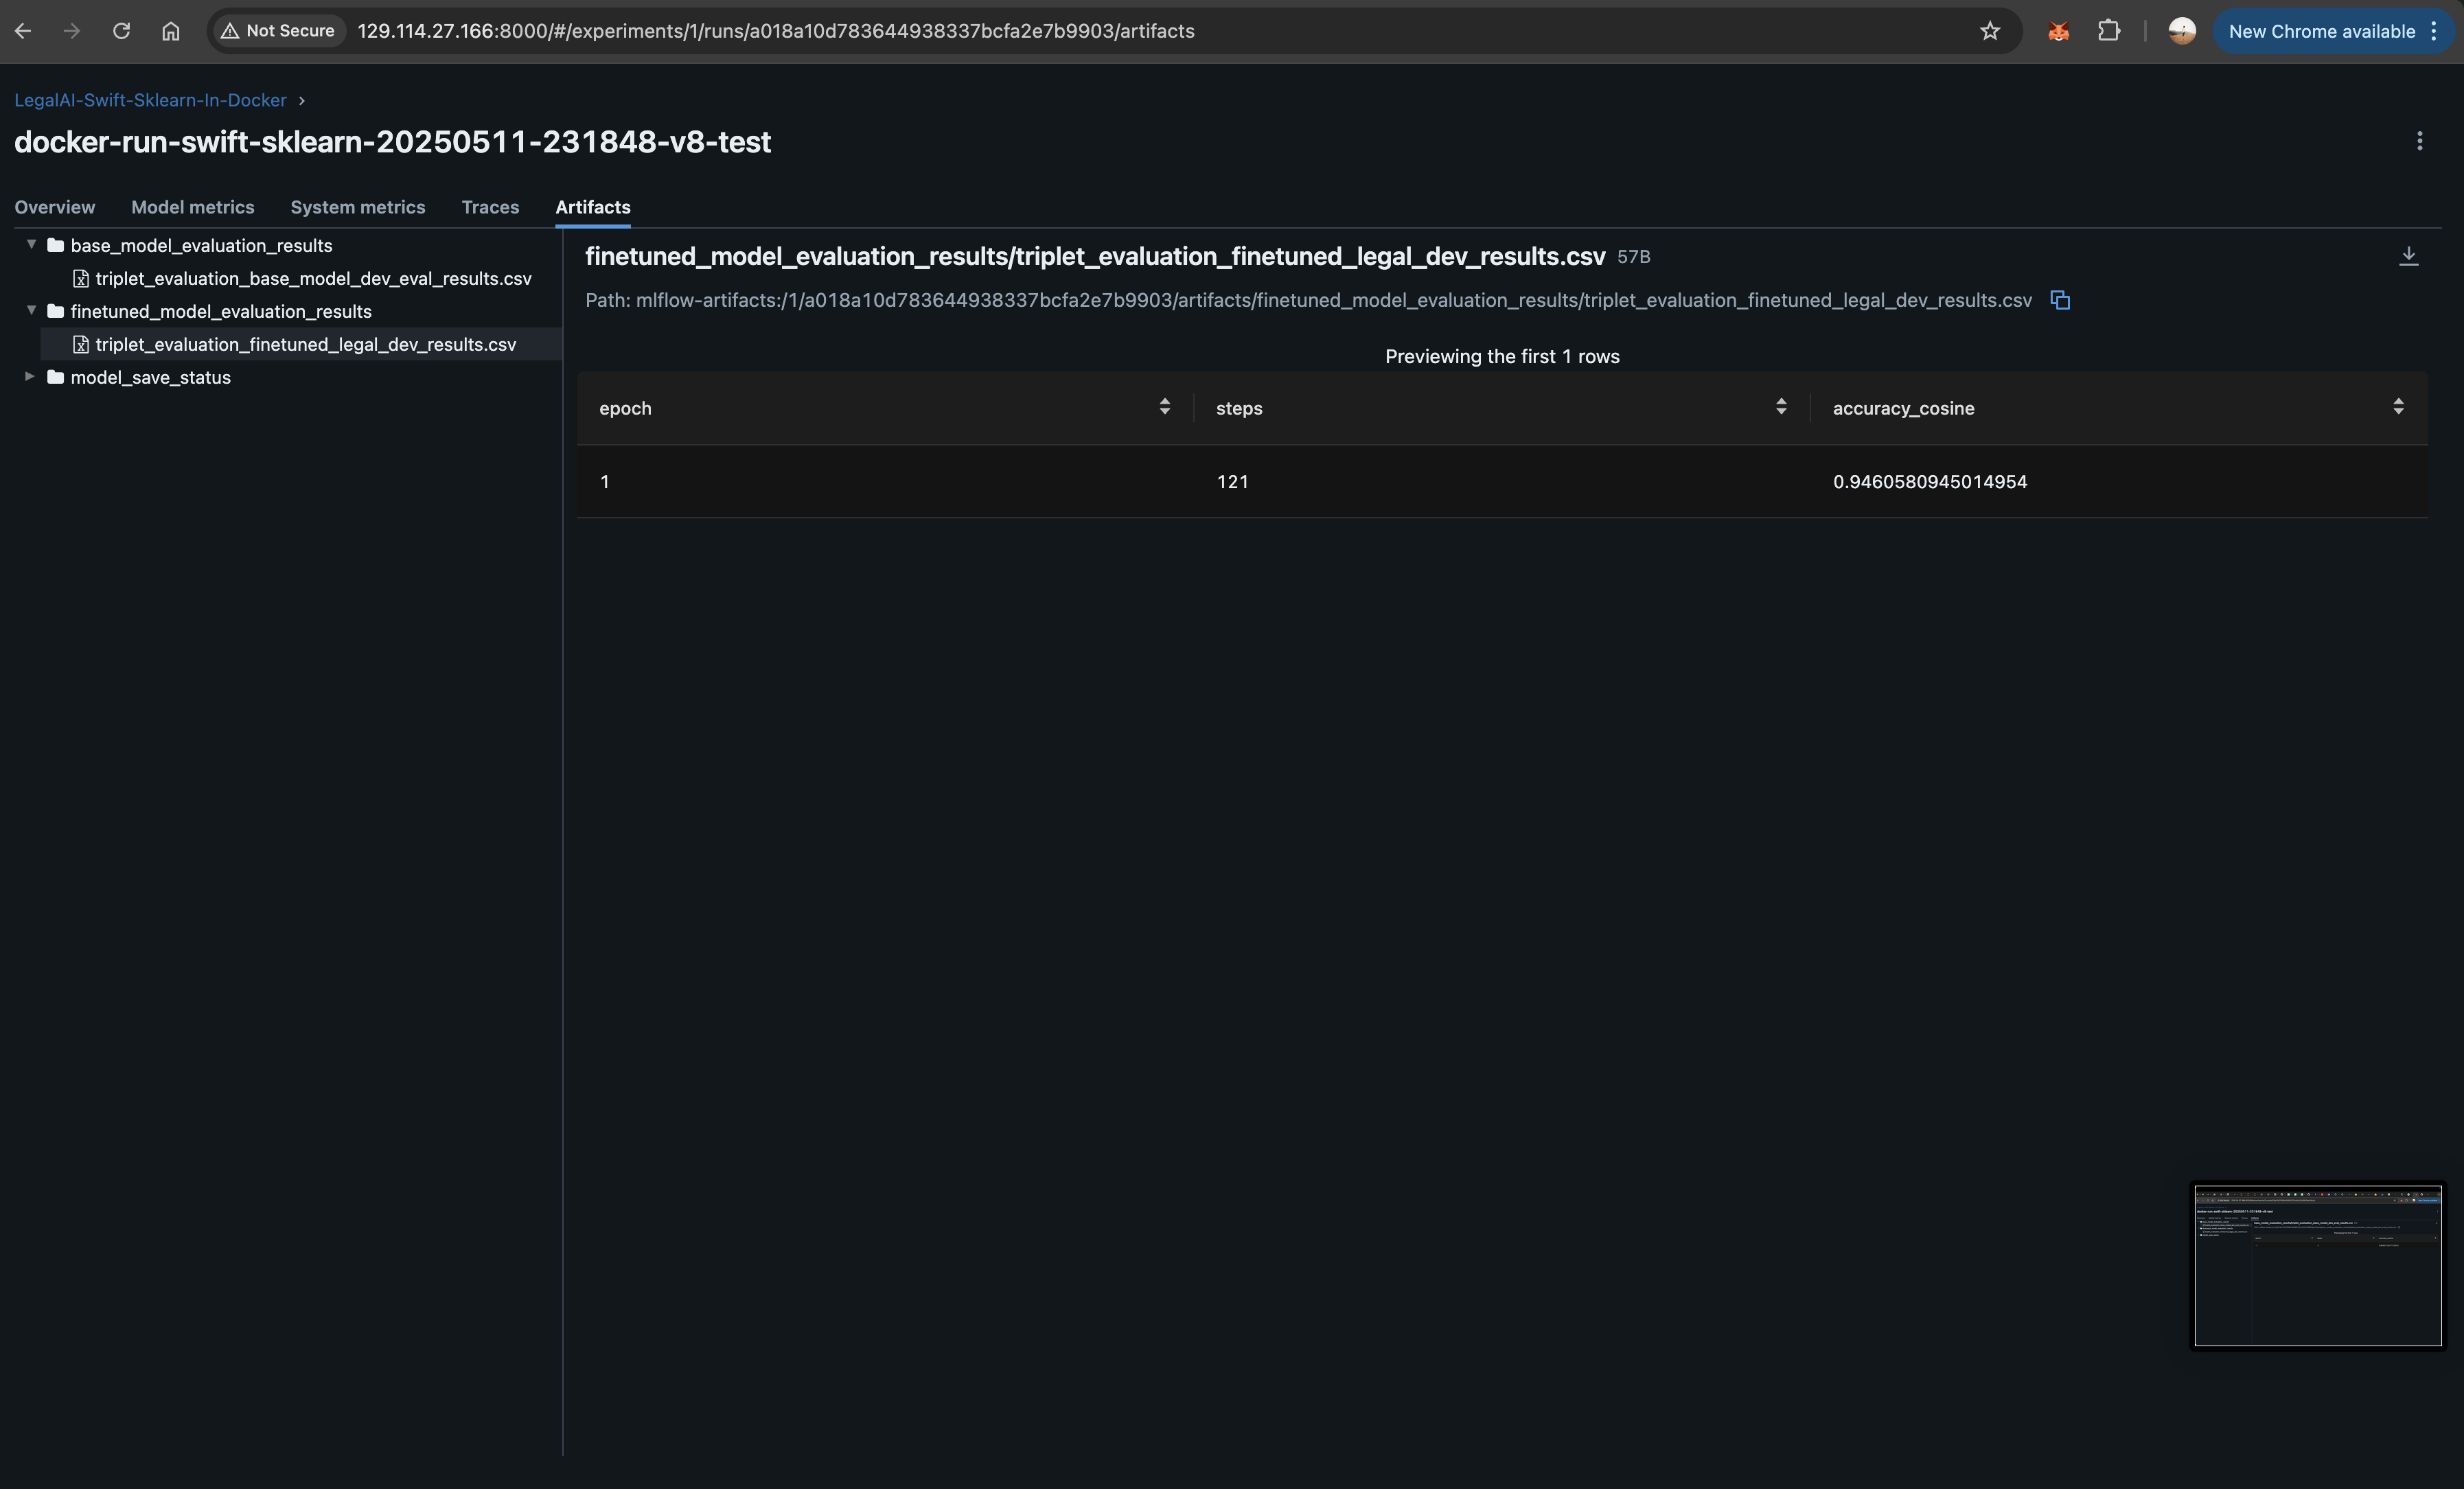 Not Secure 129.114.27.166:8000/#/experiments/1/runs/a018a10d783644938337bcfa2e7b9903/artifacts New Chrome available
LegalAI-Swift-Sklearn-In-Docker
docker-run-swift-sklearn-20250511-231848-v8-test
Overview Model metrics System metrics Traces Artifacts
base_model_evaluation_results
triplet_evaluation_base_model_dev_eval_results.csv
finetuned_model_evaluation_results
triplet_evaluation_finetuned_legal_dev_results.csv
model_save_status
finetuned_model_evaluation_results/triplet_evaluation_finetuned_legal_dev_results.csv 57B
Path: mlflow-artifacts:/1/a018a10d783644938337bcfa2e7b9903/artifacts/finetuned_model_evaluation_results/triplet_evaluation_finetuned_legal_dev_results.csv
Previewing the first 1 rows
epoch steps accuracy_cosine
1 121 0.9460580945014954